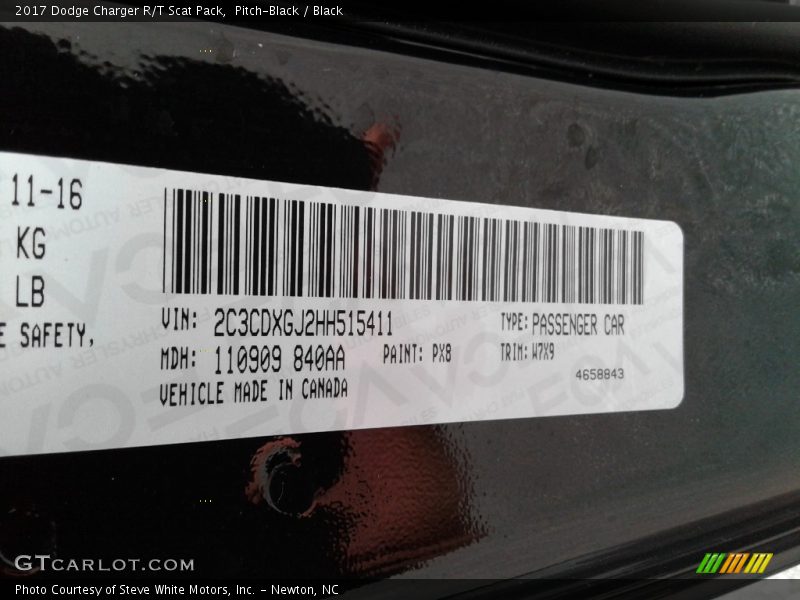 2017 Dodge Charger R/T Scat Pack, Pitch-Black / Black
11-16
KG
LB
E SAFETY,
VIN: 2C3CDXGJ2HH515411
TYPE: PASSENGER CAR
MDH: 110909 840AA
PAINT: PX8
TRIM: W7X9
VEHICLE MADE IN CANADA
4658843
GTCARLOT.COM
Photo Courtesy of Steve White Motors, Inc. - Newton, NC